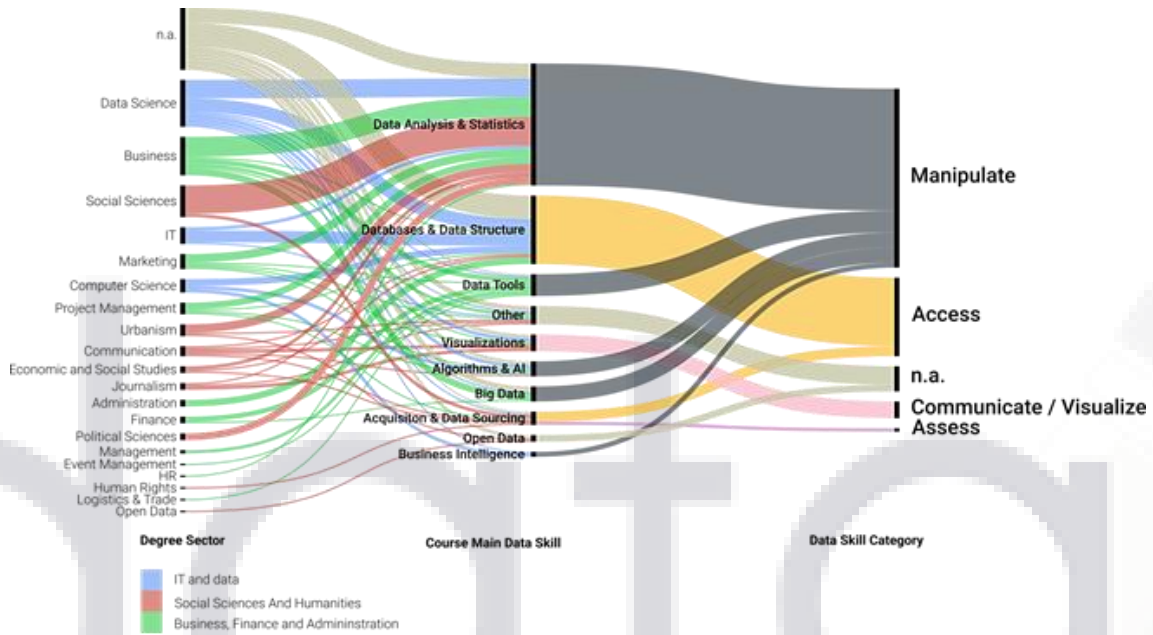 n.a.
Data Science
Business
Social Sciences
IT
Marketing
Computer Science
Project Management
Urbanism
Communication
Economic and Social Studies
Journalism
Administration
Finance
Political Sciences
Management
Event Management
HR
Human Rights
Logistics & Trade
Open Data
Data Analysis & Statistics
Databases & Data Structure
Data Tools
Other
Visualizations
Algorithms & AI
Big Data
Acquisiton & Data Sourcing
Open Data
Business Intelligence
Manipulate
Access
n.a.
Communicate / Visualize
Assess
Degree Sector
Course Main Data Skill
Data Skill Category
IT and data
Social Sciences And Humanities
Business, Finance and Admininstration
data